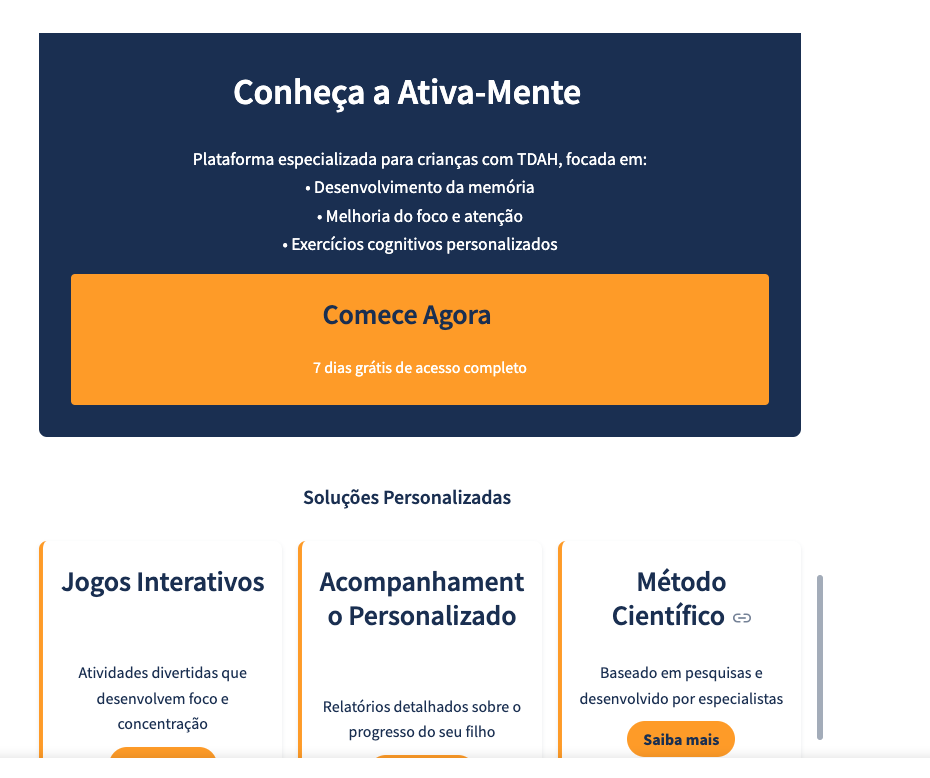 Conheça a Ativa-Mente
Plataforma especializada para crianças com TDAH, focada em:
• Desenvolvimento da memória
• Melhoria do foco e atenção
• Exercícios cognitivos personalizados
Comece Agora
7 dias grátis de acesso completo
Soluções Personalizadas
Jogos Interativos
Atividades divertidas que
desenvolvem foco e
concentração
Acompanhament
o Personalizado
Relatórios detalhados sobre o
progresso do seu filho
Método
Científico
Baseado em pesquisas e
desenvolvido por especialistas
Saiba mais